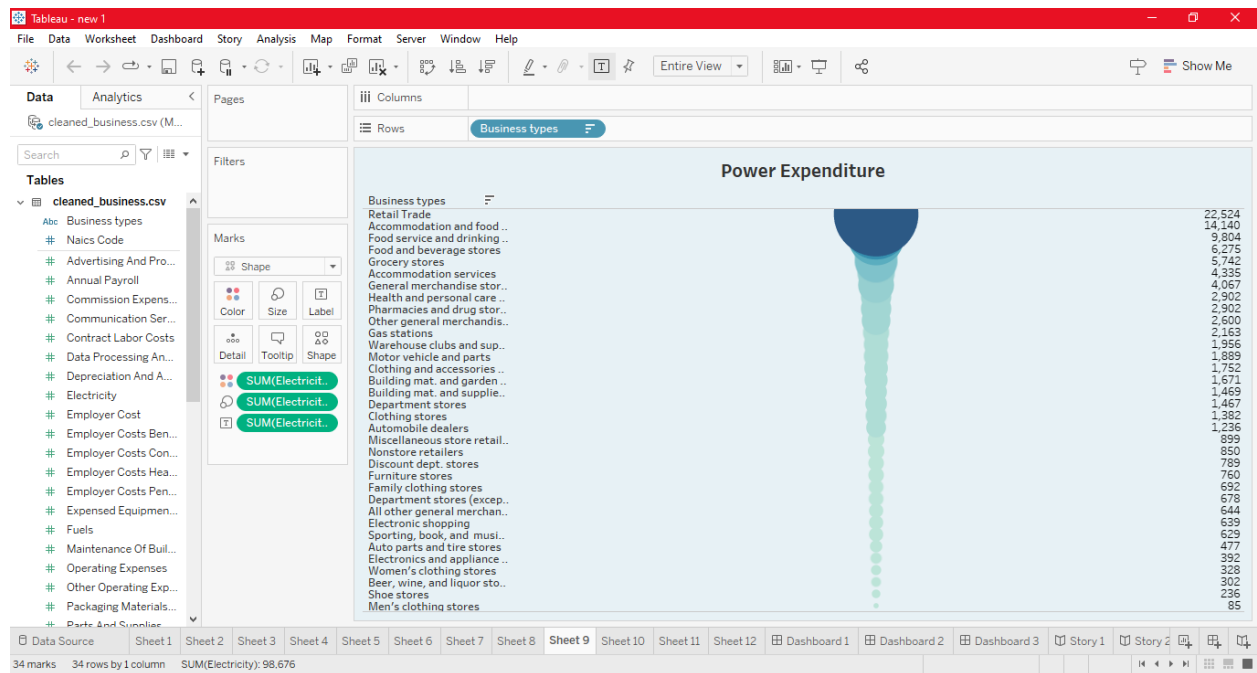 Tableau - new 1
File Data Worksheet Dashboard Story Analysis Map Format Server Window Help
Entire View
Show Me
Data Analytics
cleaned_business.csv (M...
Search
Tables
cleaned_business.csv
Abc Business types
# Naics Code
# Advertising And Pro...
# Annual Payroll
# Commission Expens...
# Communication Ser...
# Contract Labor Costs
# Data Processing An...
# Depreciation And A...
# Electricity
# Employer Cost
# Employer Costs Ben...
# Employer Costs Con...
# Employer Costs Hea...
# Employer Costs Pen...
# Expensed Equipmen...
# Fuels
# Maintenance Of Buil...
# Operating Expenses
# Other Operating Exp...
# Packaging Materials...
# Parts And Supplies
Pages
Filters
Marks
Shape
Color Size Label
Detail Tooltip Shape
SUM(Electricit..
SUM(Electricit..
T SUM(Electricit..
Columns
Rows Business types
Power Expenditure
Business types
Retail Trade 22,524
Accommodation and food .. 14,140
Food service and drinking .. 9,804
Food and beverage stores 6,275
Grocery stores 5,742
Accommodation services 4,335
General merchandise stor.. 4,067
Health and personal care .. 2,902
Pharmacies and drug stor.. 2,902
Other general merchandis.. 2,600
Gas stations 2,163
Warehouse clubs and sup.. 1,956
Motor vehicle and parts 1,889
Clothing and accessories .. 1,752
Building mat. and garden .. 1,671
Building mat. and supplie.. 1,469
Department stores 1,467
Clothing stores 1,382
Automobile dealers 1,236
Miscellaneous store retail.. 899
Nonstore retailers 850
Discount dept. stores 789
Furniture stores 760
Family clothing stores 692
Department stores (excep.. 678
All other general merchan.. 644
Electronic shopping 639
Sporting, book, and musi.. 629
Auto parts and tire stores 477
Electronics and appliance .. 392
Women's clothing stores 328
Beer, wine, and liquor sto.. 302
Shoe stores 236
Men's clothing stores 85
Data Source Sheet 1 Sheet 2 Sheet 3 Sheet 4 Sheet 5 Sheet 6 Sheet 7 Sheet 8 Sheet 9 Sheet 10 Sheet 11 Sheet 12 Dashboard 1 Dashboard 2 Dashboard 3 Story 1 Story 2
34 marks 34 rows by 1 column SUM(Electricity): 98,676